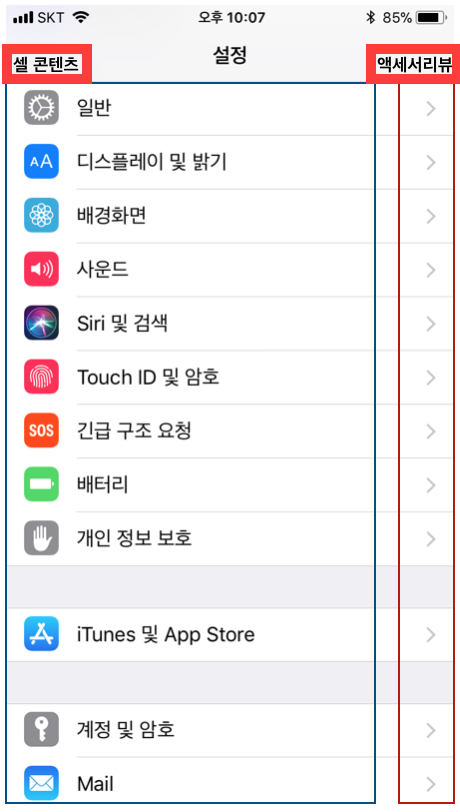 SKT 오후 10:07 85%
설정
셀 콘텐츠 액세서리뷰
일반
AA 디스플레이 및 밝기
배경화면
사운드
Siri 및 검색
Touch ID 및 암호
SOS 긴급 구조 요청
배터리
개인 정보 보호
iTunes 및 App Store
계정 및 암호
Mail